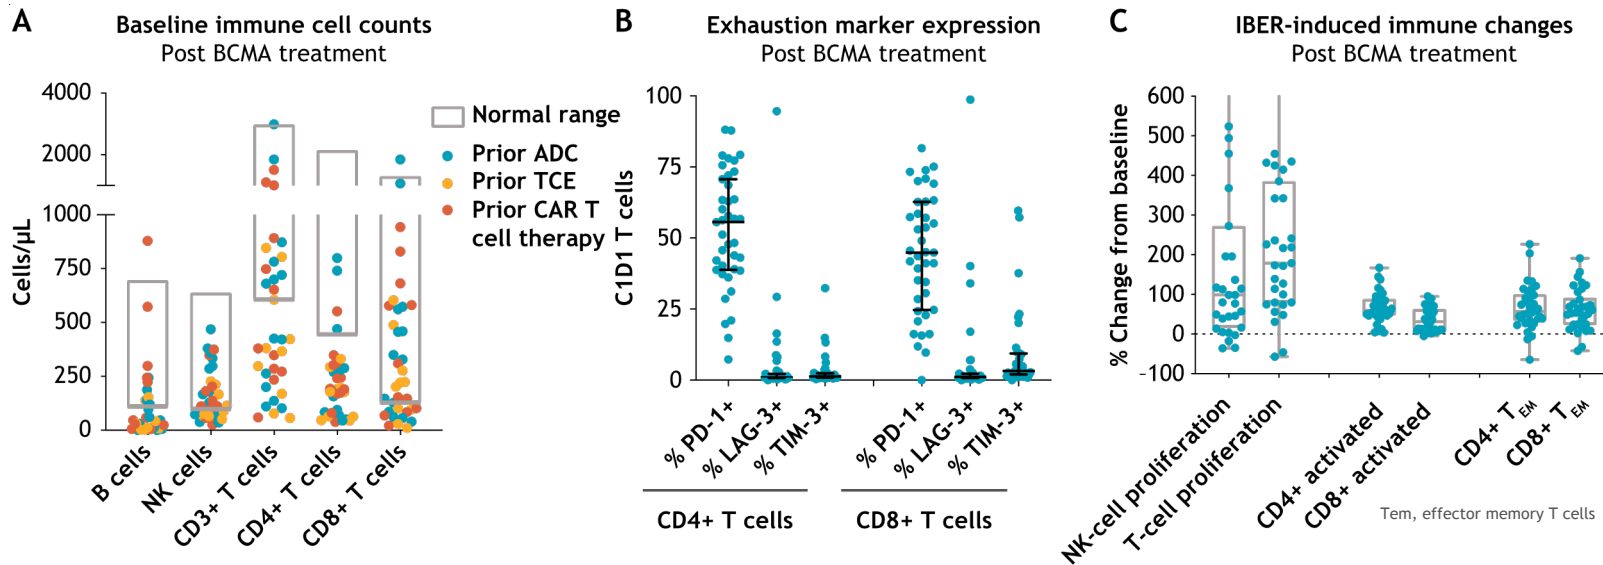 A
Baseline immune cell counts
Post BCMA treatment
Cells/µL
4000
2000
1000
750
500
250
0
Normal range
Prior ADC
Prior TCE
Prior CAR T
cell therapy
B cells
NK cells
CD3+ T cells
CD4+ T cells
CD8+ T cells
B
Exhaustion marker expression
Post BCMA treatment
C1D1 T cells
100
75
50
25
0
% PD-1+
% LAG-3+
% TIM-3+
% PD-1+
% LAG-3+
% TIM-3+
CD4+ T cells
CD8+ T cells
C
IBER-induced immune changes
Post BCMA treatment
% Change from baseline
600
500
400
300
200
100
0
-100
NK-cell proliferation
T-cell proliferation
CD4+ activated
CD8+ activated
CD4+ TEM
CD8+ TEM
Tem, effector memory T cells